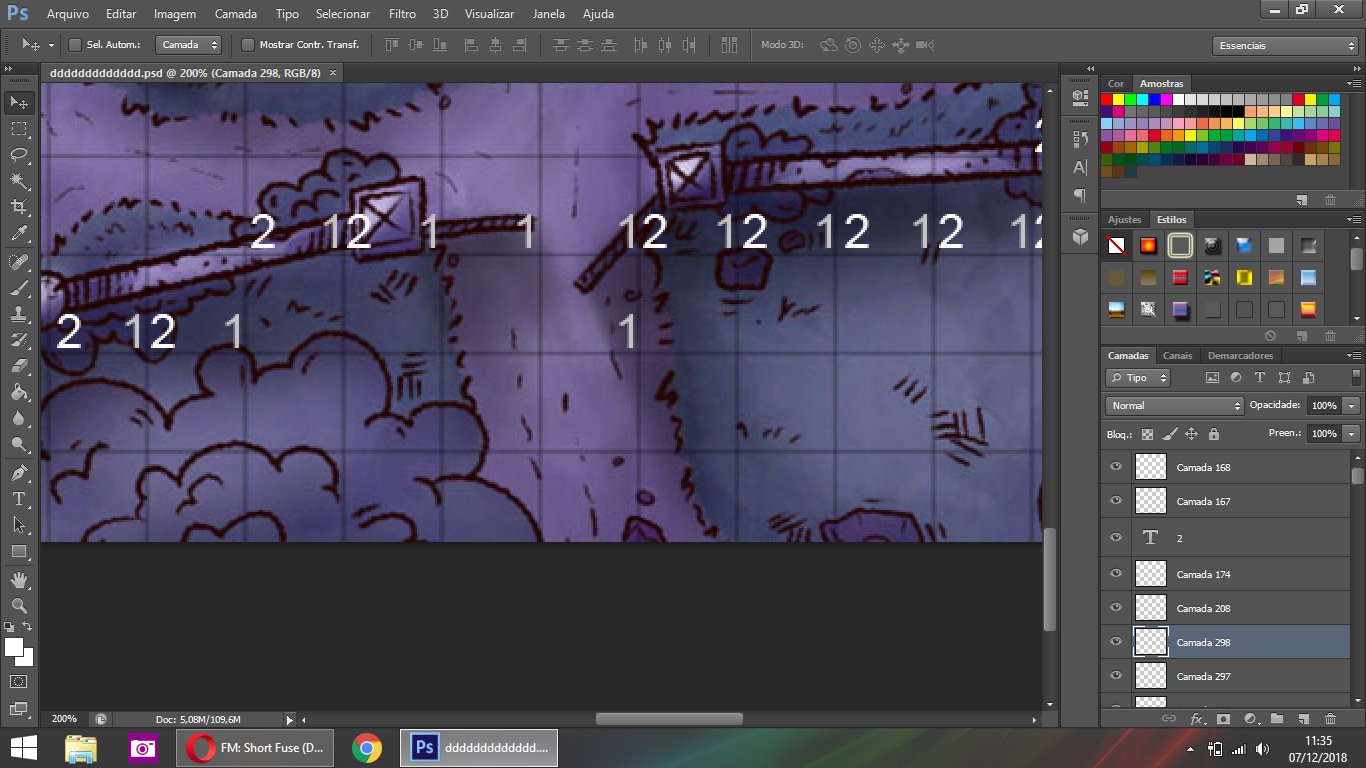 Ps Arquivo Editar Imagem Camada Tipo Selecionar Filtro 3D Visualizar Janela Ajuda
Sel. Autom.: Camada Mostrar Contr. Transf. Modo 3D: Essenciais
ddddddddddddd.psd @ 200% (Camada 298, RGB/8) ×
2 12 1 1 12 12 12 12 12
2 12 1 1
Cor Amostras
Ajustes Estilos
Camadas Canais Demarcadores
Tipo
Normal Opacidade: 100%
Bloq.: Preen.: 100%
Camada 168
Camada 167
T 2
Camada 174
Camada 208
Camada 298
Camada 297
fx
200% Doc: 5,08M/109,6M
FM: Short Fuse (D...
Ps ddddddddddddd....
11:35
07/12/2018